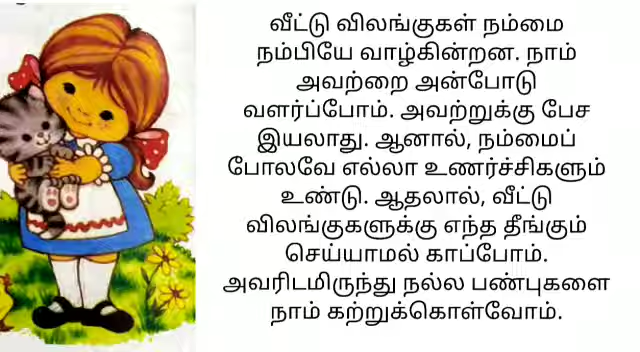 வீட்டு விலங்குகள் நம்மை
நம்பியே வாழ்கின்றன. நாம்
அவற்றை அன்போடு
வளர்ப்போம். அவற்றுக்கு பேச
இயலாது. ஆனால், நம்மைப்
போலவே எல்லா உணர்ச்சிகளும்
உண்டு. ஆதலால், வீட்டு
விலங்குகளுக்கு எந்த தீங்கும்
செய்யாமல் காப்போம்.
அவரிடமிருந்து நல்ல பண்புகளை
நாம் கற்றுக்கொள்வோம்.